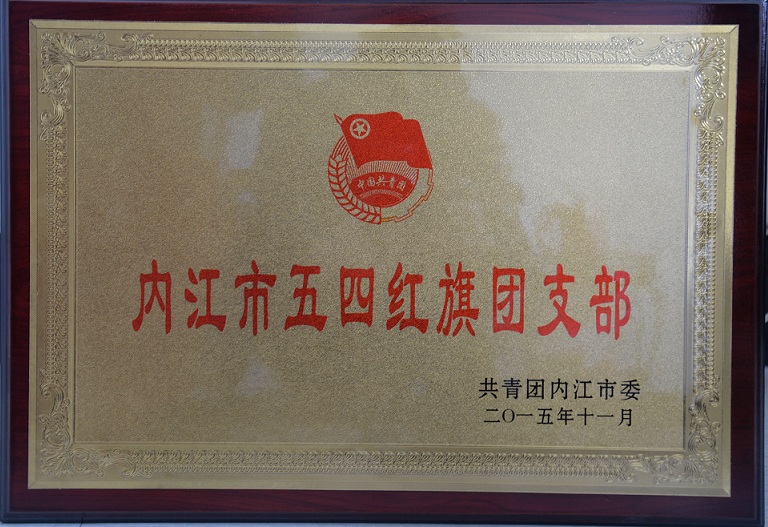 中国共青团
内江市五四红旗团支部
共青团内江市委
二〇一五年十一月